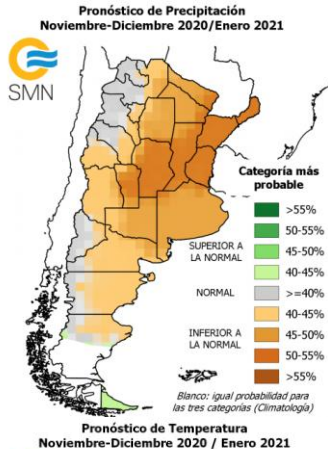 Pronóstico de Precipitación
Noviembre-Diciembre 2020/Enero 2021
SMN
Categoría más
probable
>55%
50-55%
45-50%
SUPERIOR A
LA NORMAL
40-45%
NORMAL
>=40%
40-45%
INFERIOR A
LA NORMAL
45-50%
50-55%
>55%
Blanco: igual probabilidad para
las tres categorías (Climatología)
Pronóstico de Temperatura
Noviembre-Diciembre 2020 / Enero 2021